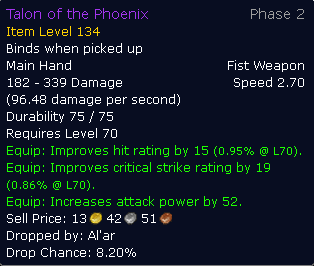 Talon of the Phoenix Phase 2
Item Level 134
Binds when picked up
Main Hand Fist Weapon
182 - 339 Damage Speed 2.70
(96.48 damage per second)
Durability 75 / 75
Requires Level 70
Equip: Improves hit rating by 15 (0.95% @ L70).
Equip: Improves critical strike rating by 19
(0.86% @ L70).
Equip: Increases attack power by 52.
Sell Price: 13 42 51
Dropped by: Al'ar
Drop Chance: 8.20%